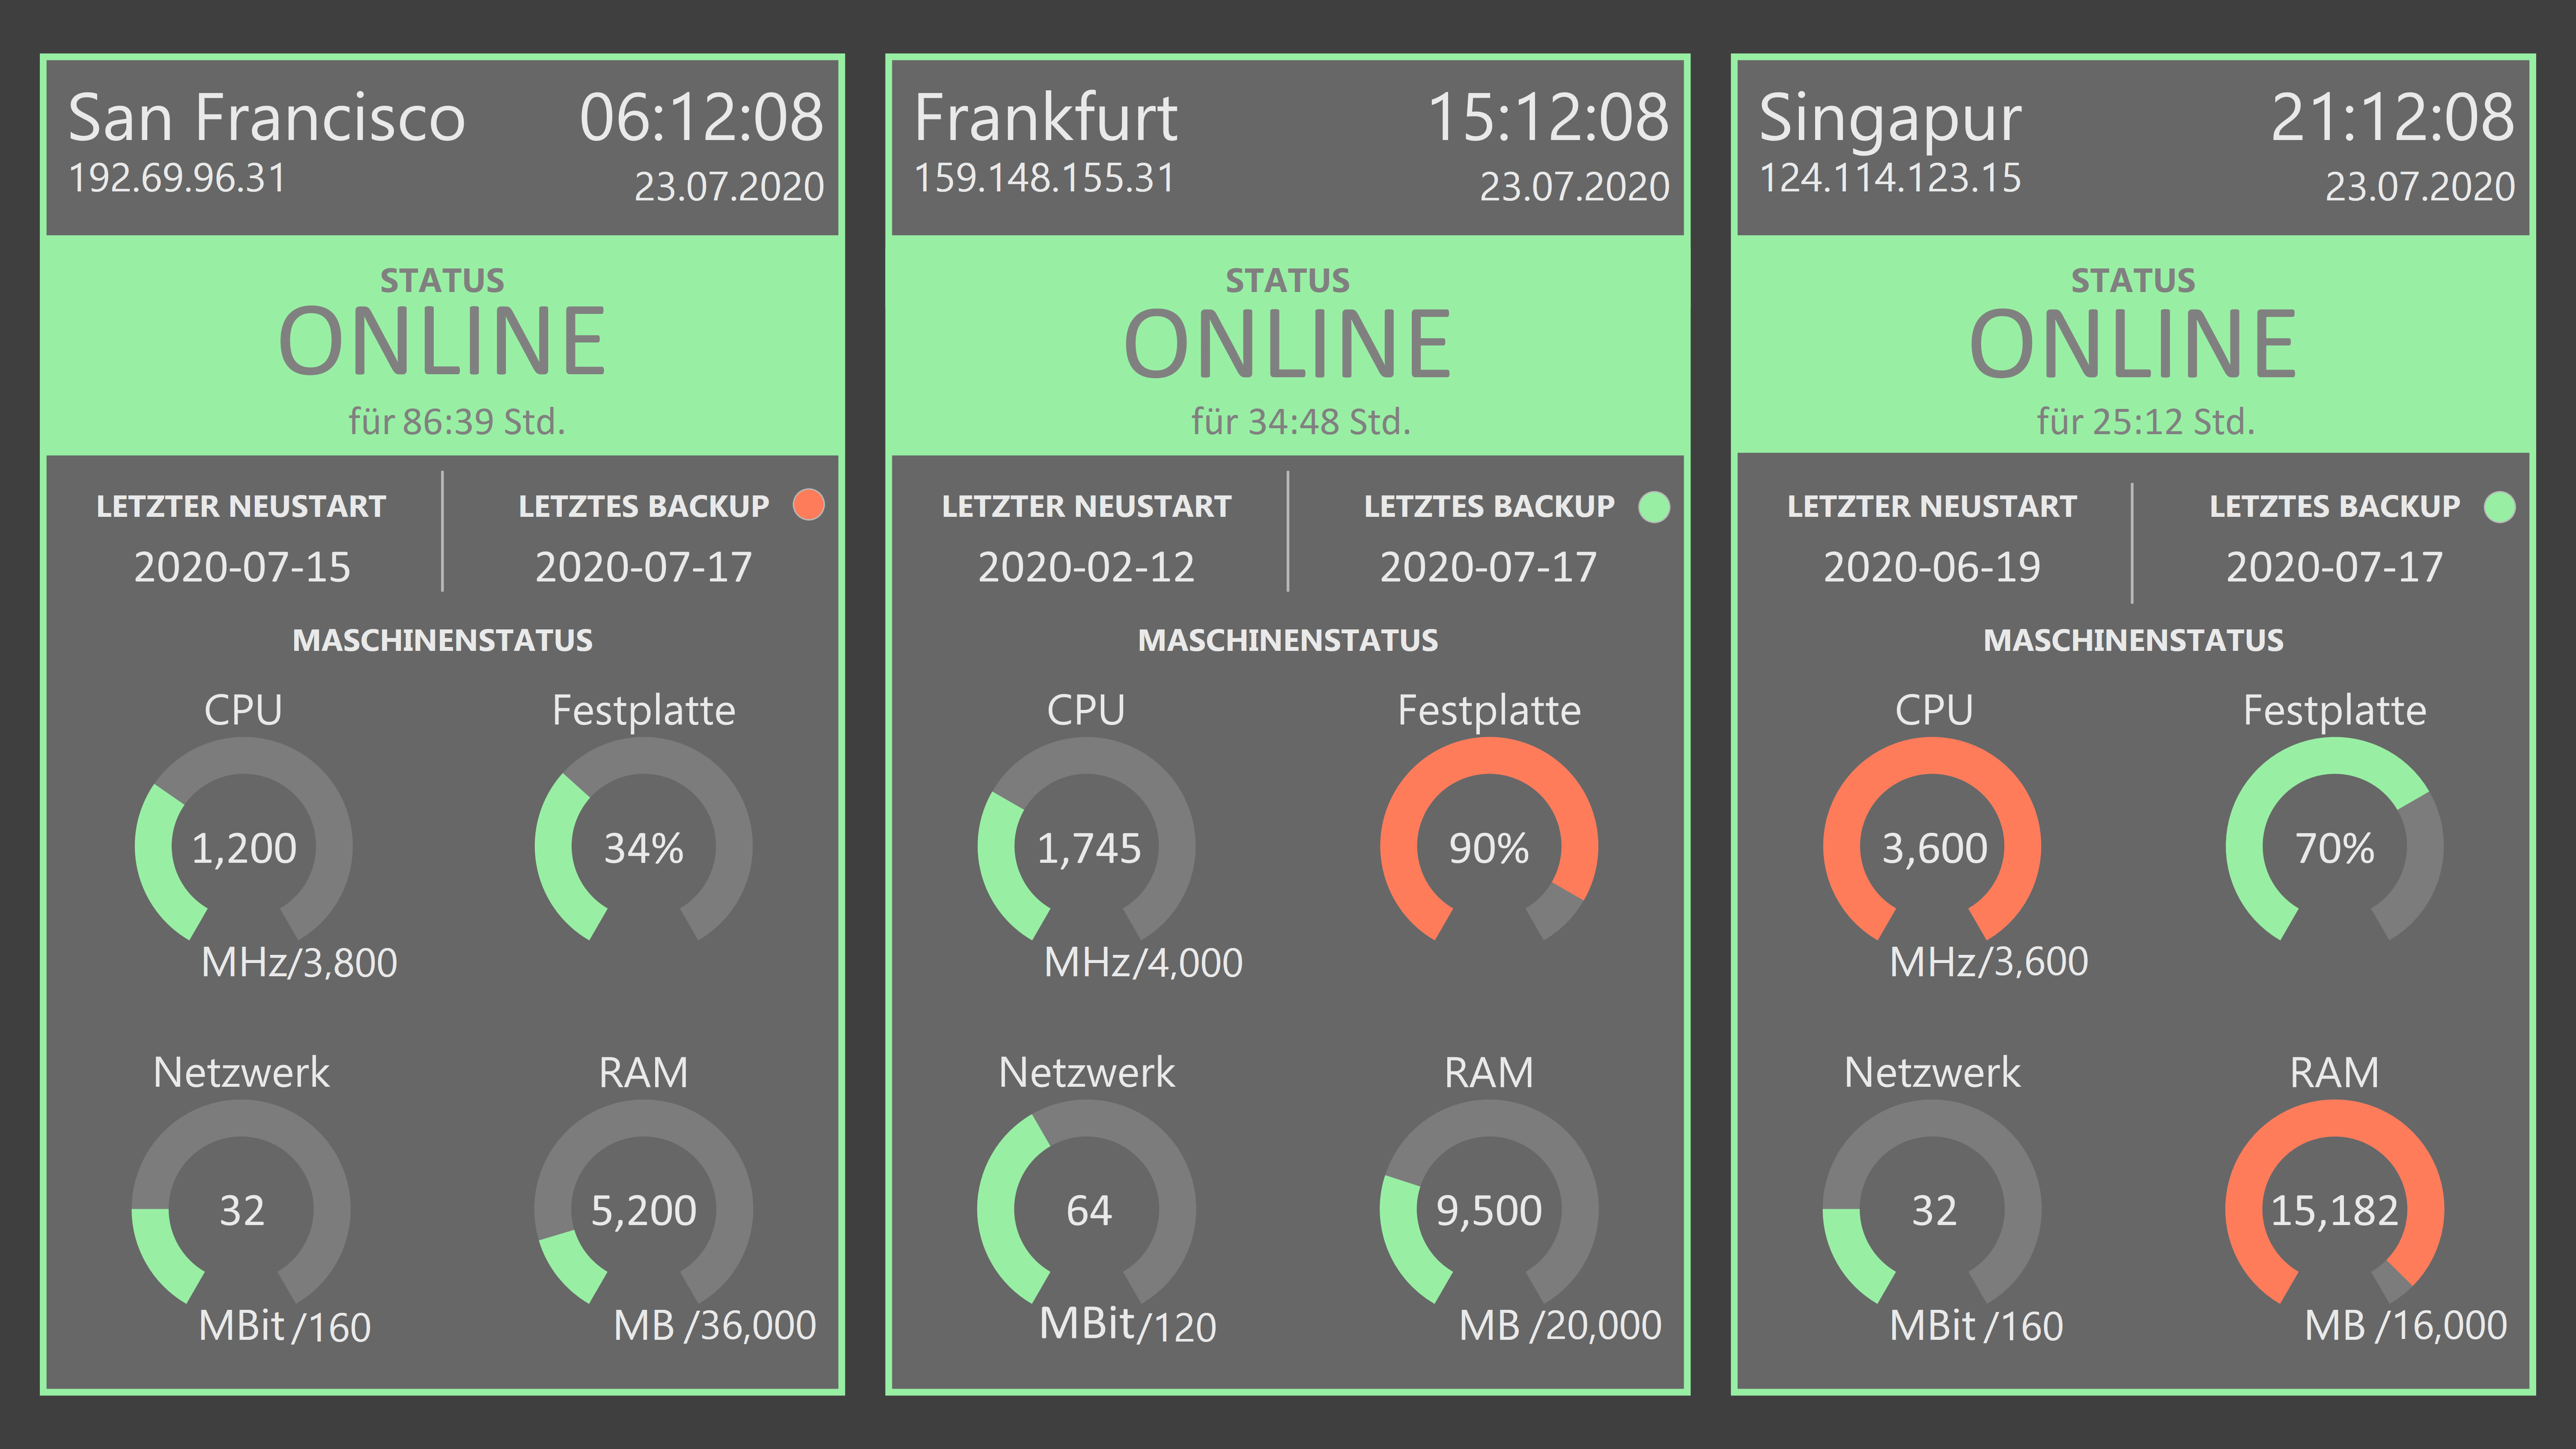 San Francisco 06:12:08
192.69.96.31 23.07.2020
STATUS
ONLINE
für 86:39 Std.
LETZTER NEUSTART LETZTES BACKUP
2020-07-15 2020-07-17
MASCHINENSTATUS
CPU Festplatte
1,200 34%
MHz/3,800
Netzwerk RAM
32 5,200
MBit /160 MB /36,000
Frankfurt 15:12:08
159.148.155.31 23.07.2020
STATUS
ONLINE
für 34:48 Std.
LETZTER NEUSTART LETZTES BACKUP
2020-02-12 2020-07-17
MASCHINENSTATUS
CPU Festplatte
1,745 90%
MHz/4,000
Netzwerk RAM
64 9,500
MBit/120 MB /20,000
Singapur 21:12:08
124.114.123.15 23.07.2020
STATUS
ONLINE
für 25:12 Std.
LETZTER NEUSTART LETZTES BACKUP
2020-06-19 2020-07-17
MASCHINENSTATUS
CPU Festplatte
3,600 70%
MHz/3,600
Netzwerk RAM
32 15,182
MBit /160 MB /16,000